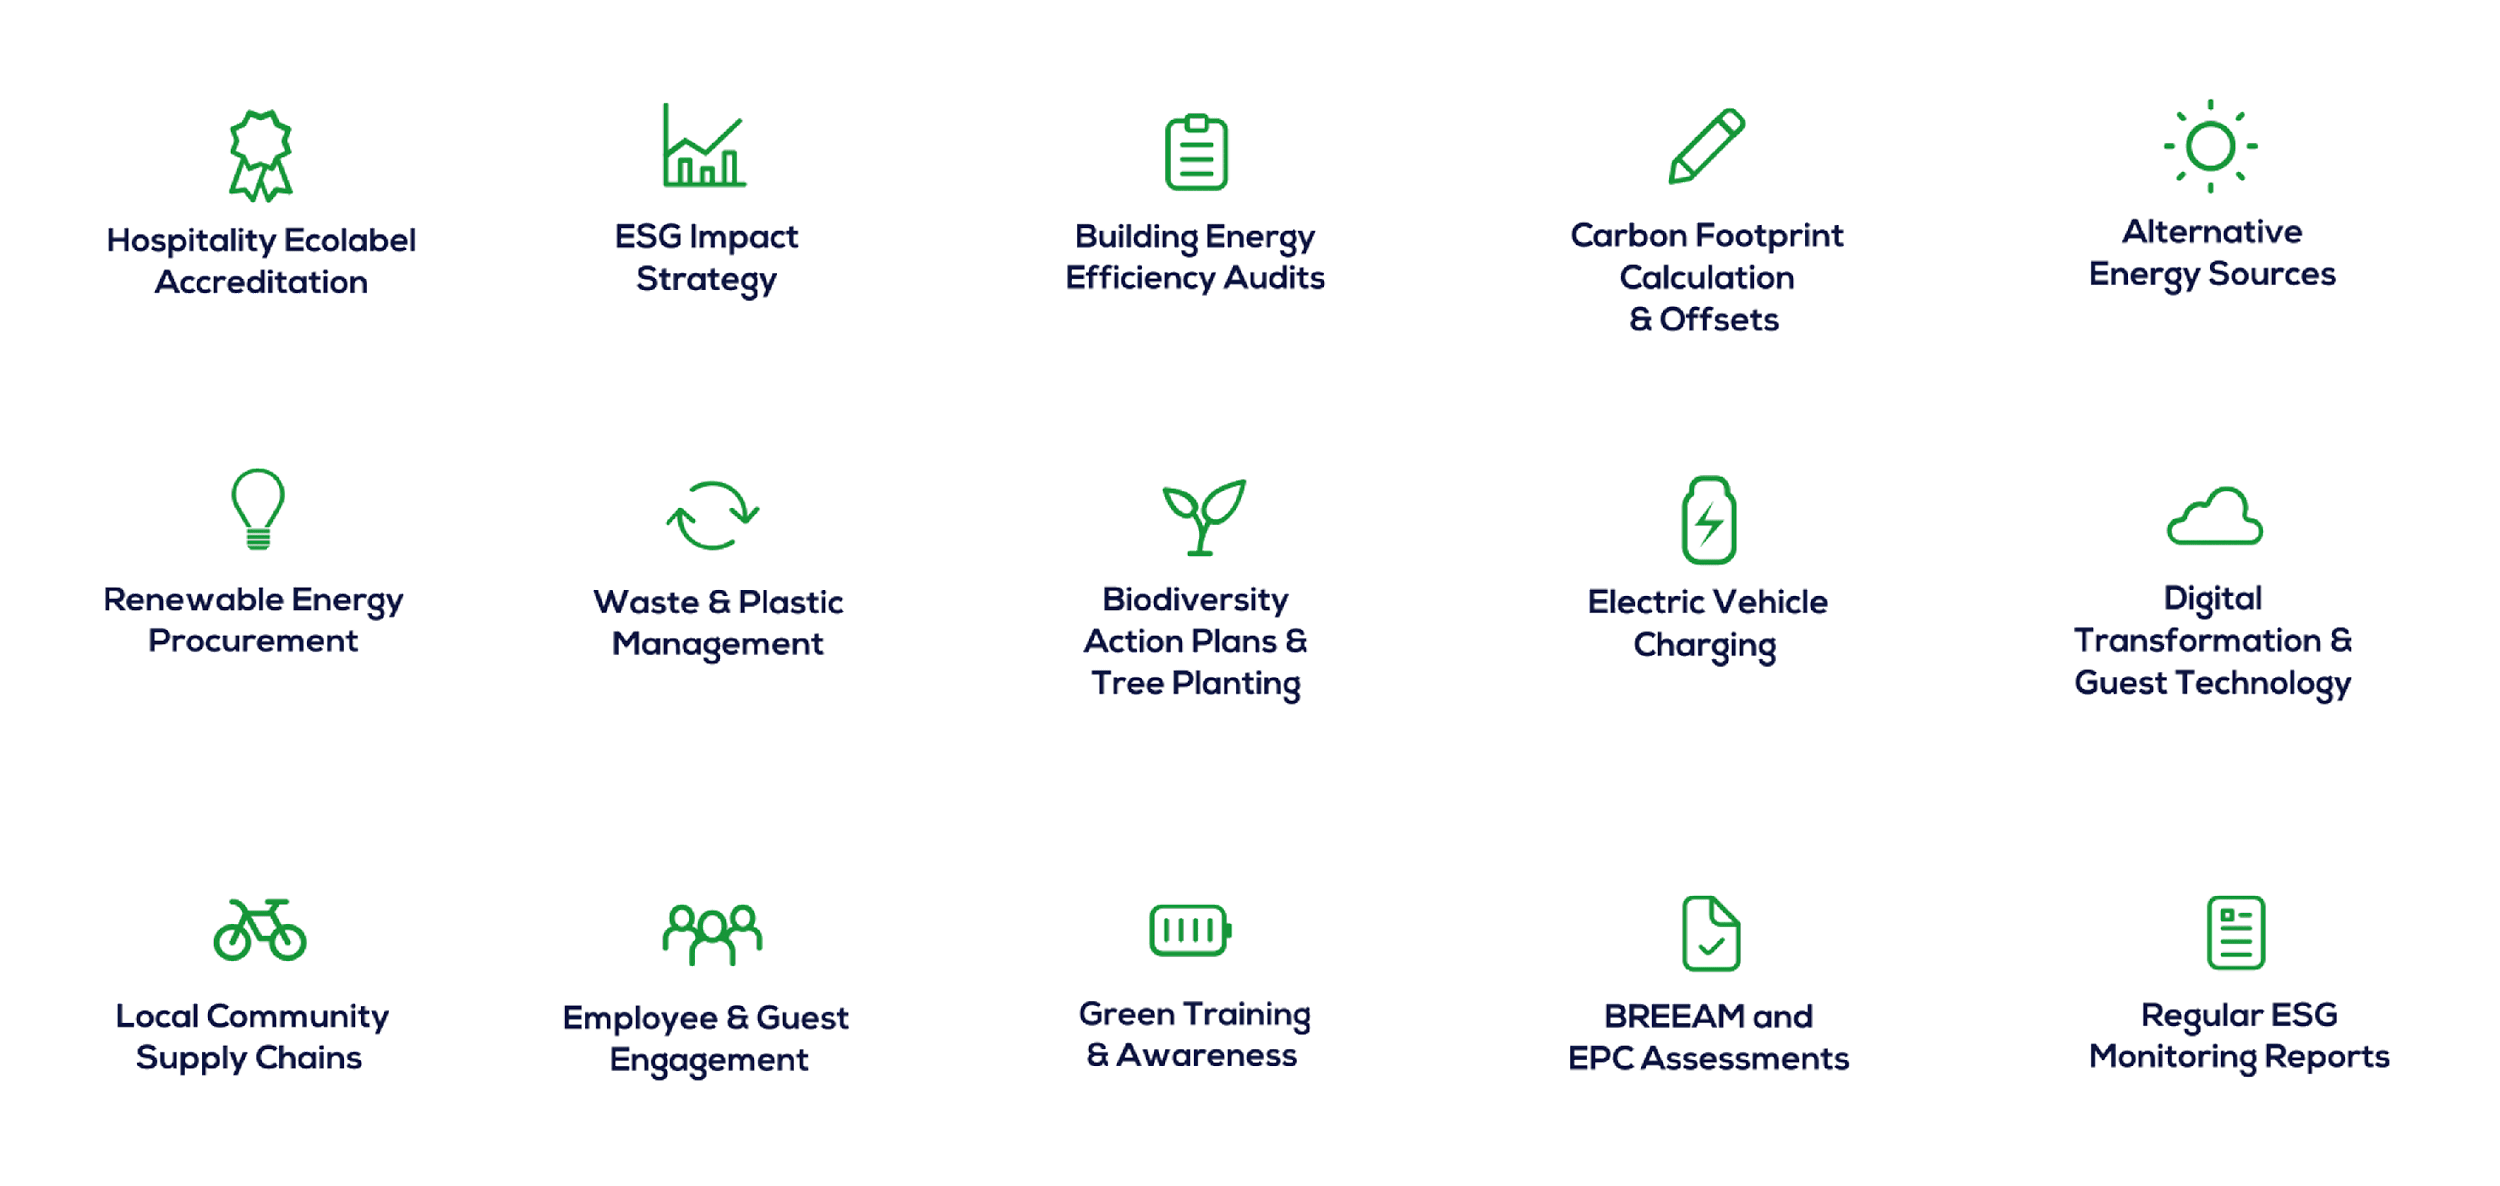 Hospitality Ecolabel
Accreditation
ESG Impact
Strategy
Building Energy
Efficiency Audits
Carbon Footprint
Calculation
& Offsets
Alternative
Energy Sources
Renewable Energy
Procurement
Waste & Plastic
Management
Biodiversity
Action Plans &
Tree Planting
Electric Vehicle
Charging
Digital
Transformation &
Guest Technology
Local Community
Supply Chains
Employee & Guest
Engagement
Green Training
& Awareness
BREEAM and
EPC Assessments
Regular ESG
Monitoring Reports